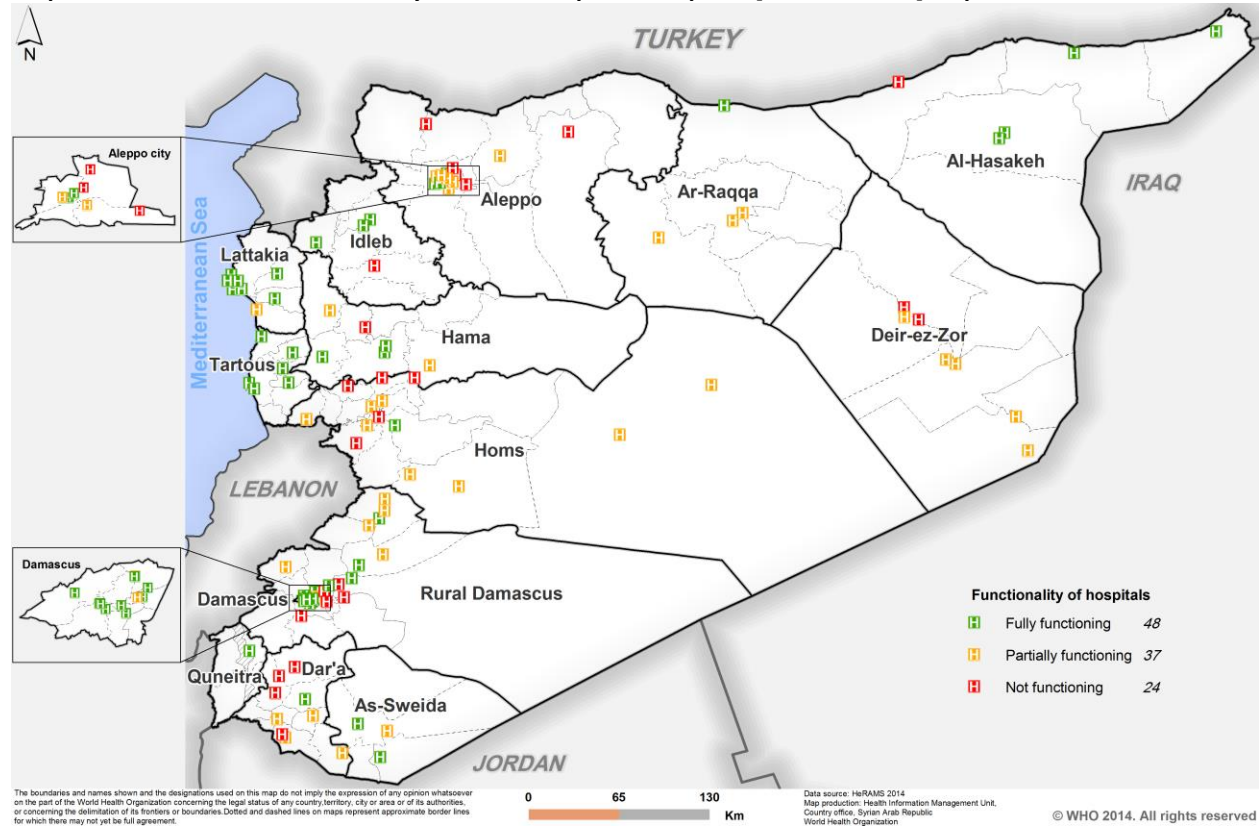 N
TURKEY
Aleppo city
Al-Hasakeh
IRAQ
Ar-Raqqa
Aleppo
Mediterranean Sea
Idleb
Lattakia
Hama
Deir-ez-Zor
Tartous
Homs
LEBANON
Damascus
Rural Damascus
Damascus
Functionality of hospitals
H Fully functioning 48
H Partially functioning 37
H Not functioning 24
Dar'a
Quneitra
As-Sweida
JORDAN
The boundaries and names shown and the designations used on this map do not imply the expression of any opinion whatsoever
on the part of the World Health Organization concerning the legal status of any country,territory, city or area or of its authorities,
or concerning the delimitation of its frontiers or boundaries.Dotted and dashed lines on maps represent approximate border lines
for which there may not yet be full agreement.
0 65 130
Km
Data source: HeRAMS 2014
Map production: Health Information Management Unit,
Country office, Syrian Arab Republic
World Health Organization
© WHO 2014. All rights reserved